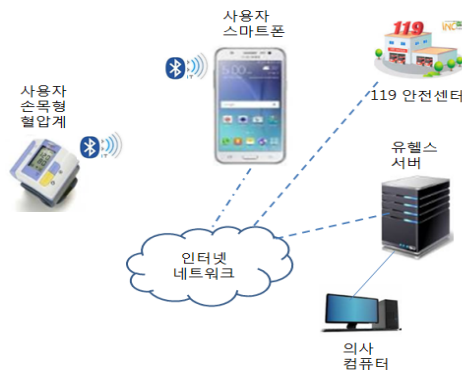 사용자
스마트폰
119
119 안전센터
사용자
손목형
혈압계
유헬스
서버
인터넷
네트워크
의사
컴퓨터